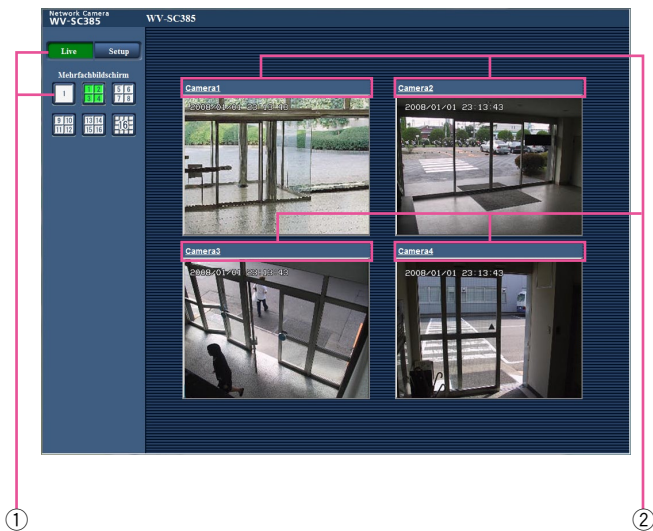 Network Camera
WV-SC385
WV-SC385
Live
Setup
Mehrfachbildschirm
1
1 2
3 4
5 6
7 8
9 10
11 12
13 14
15 16
16
Camera1
2008/01/01 23:13:43
Camera2
2008/01/01 23:13:43
Camera3
2008/01/01 23:13:43
Camera4
2008/01/01 23:13:43
①
②